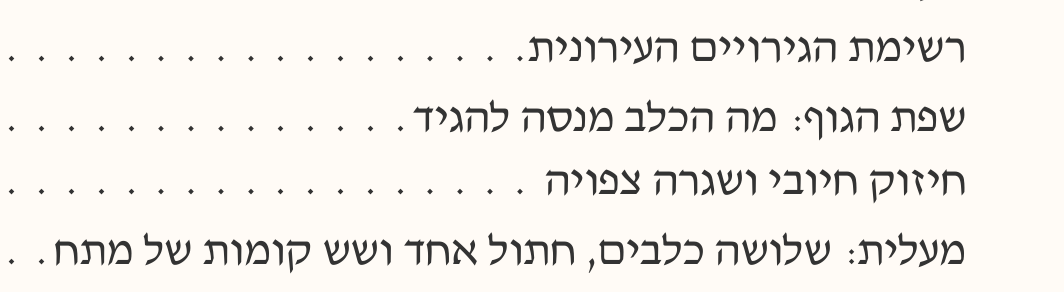 רשימת הגירויים העירונית. . . . . . . . . . . . . . . . . .
שפת הגוף: מה הכלב מנסה להגיד. . . . . . . . . . . . . .
חיזוק חיובי ושגרה צפויה . . . . . . . . . . . . . . . . . .
מעלית: שלושה כלבים, חתול אחד ושש קומות של מתח. .